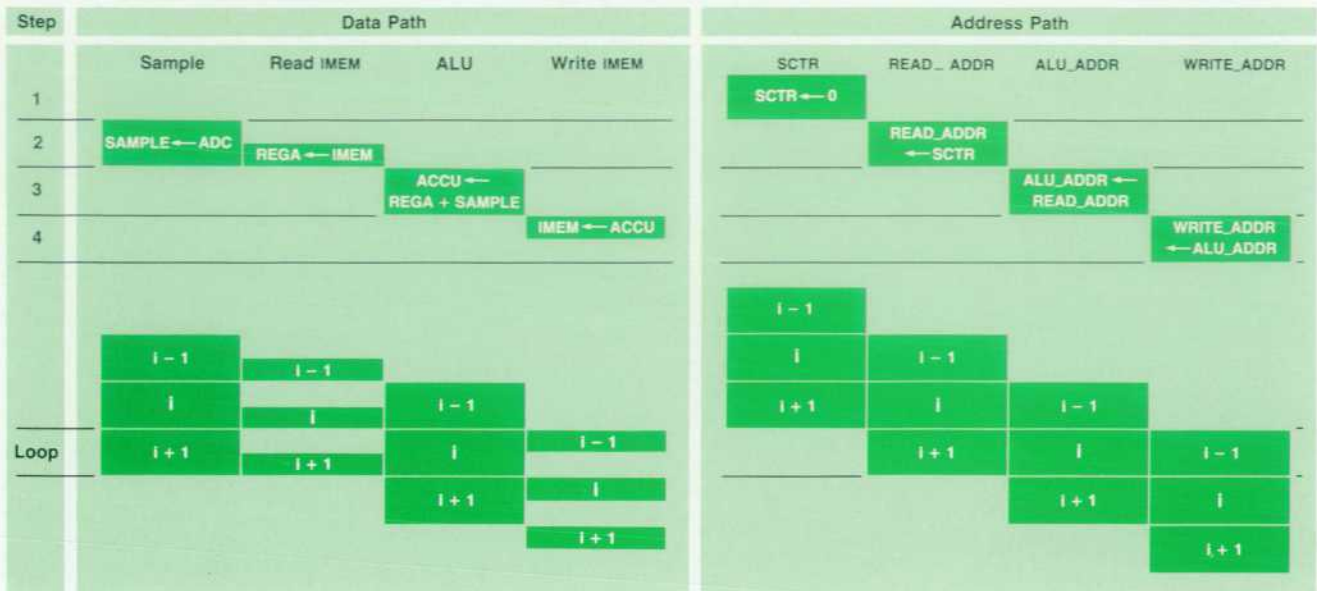 Step Data Path Address Path
Sample Read IMEM ALU Write IMEM SCTR READ_ ADDR ALU_ADDR WRITE_ADDR
1 SCTR ← 0
2 SAMPLE ← ADC REGA ← IMEM READ_ADDR
← SCTR
3 ACCU ←
REGA + SAMPLE ALU_ADDR ←
READ_ADDR
4 IMEM ← ACCU WRITE_ADDR
← ALU_ADDR
i – 1
i – 1 i – 1 i i – 1
i i i – 1 i + 1 i i – 1
Loop i + 1 i + 1 i i – 1 i + 1 i i – 1
i + 1 i i + 1 i
i + 1 i + 1